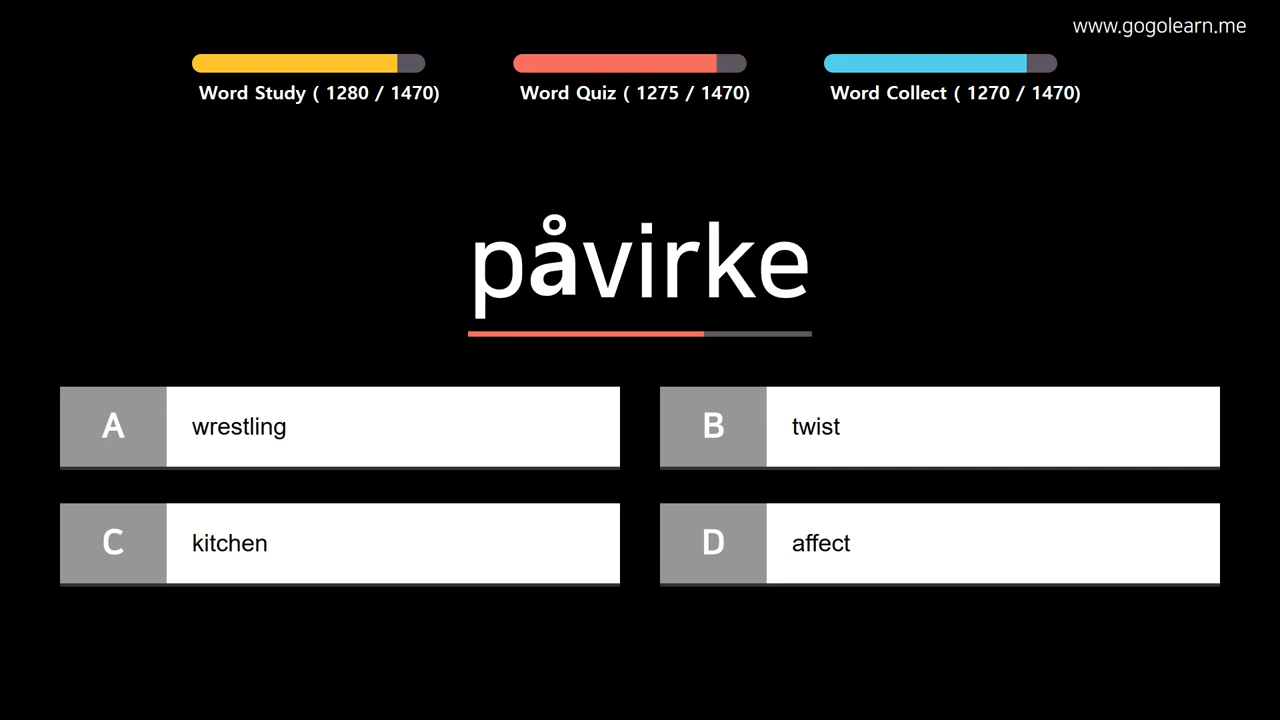 www.gogolearn.me
Word Study ( 1280 / 1470)
Word Quiz ( 1275 / 1470)
Word Collect ( 1270 / 1470)
påvirke
A wrestling
B twist
C kitchen
D affect